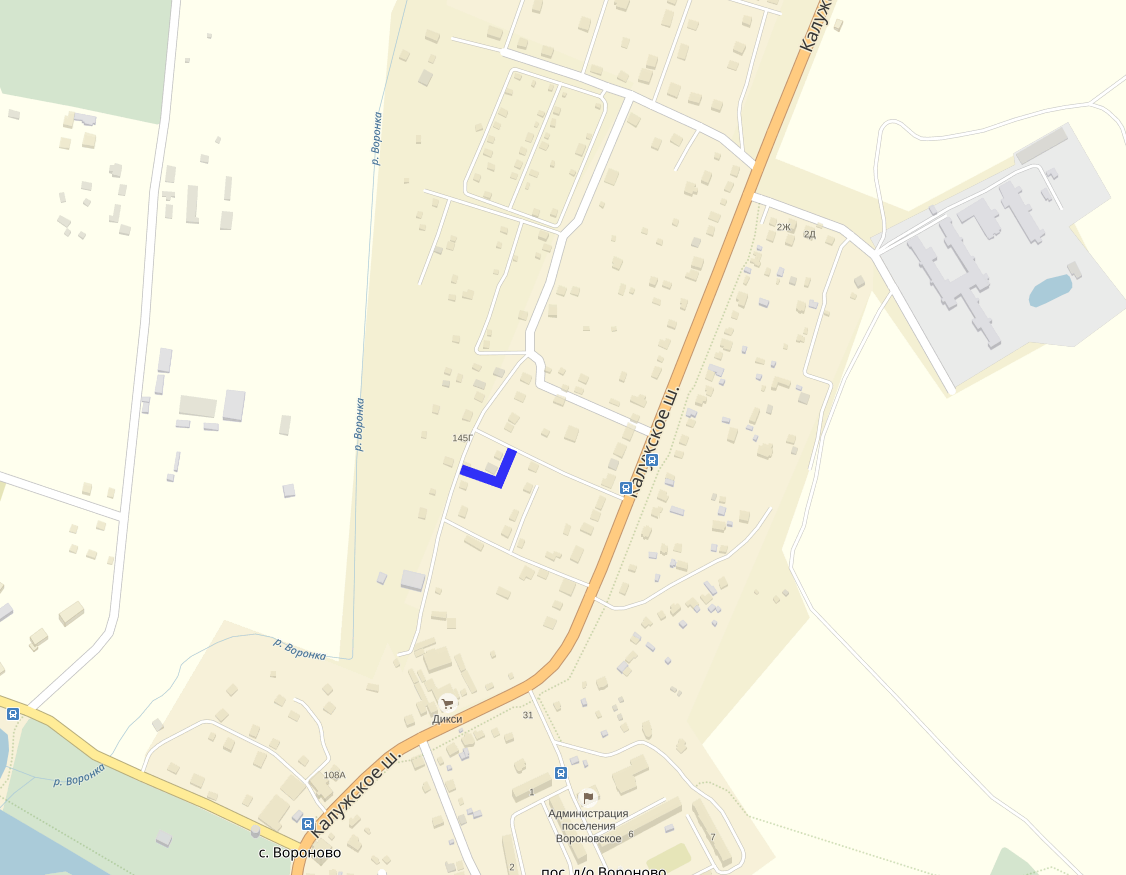 Калуж
р. Воронка
2Ж
2Д
р. Воронка
Калужское ш.
145Г
р. Воронка
Дикси
31
108А
р. Воронка
Калужское ш.
1
Администрация
поселения
Вороновское
6
7
с. Вороново
2
пос. д/о Вороново